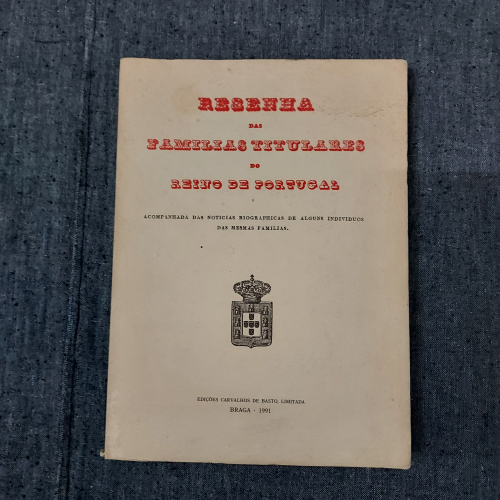 RESENHA
DAS
FAMILIAS TITULARES
DO
REINO DE PORTUGAL
ACOMPANHADA DAS NOTICIAS BIOGRAPHICAS DE ALGUNS INDIVIDUOS
DAS MESMAS FAMILIAS.
EDIÇÕES CARVALHOS DE BASTO, LIMITADA
BRAGA - 1991